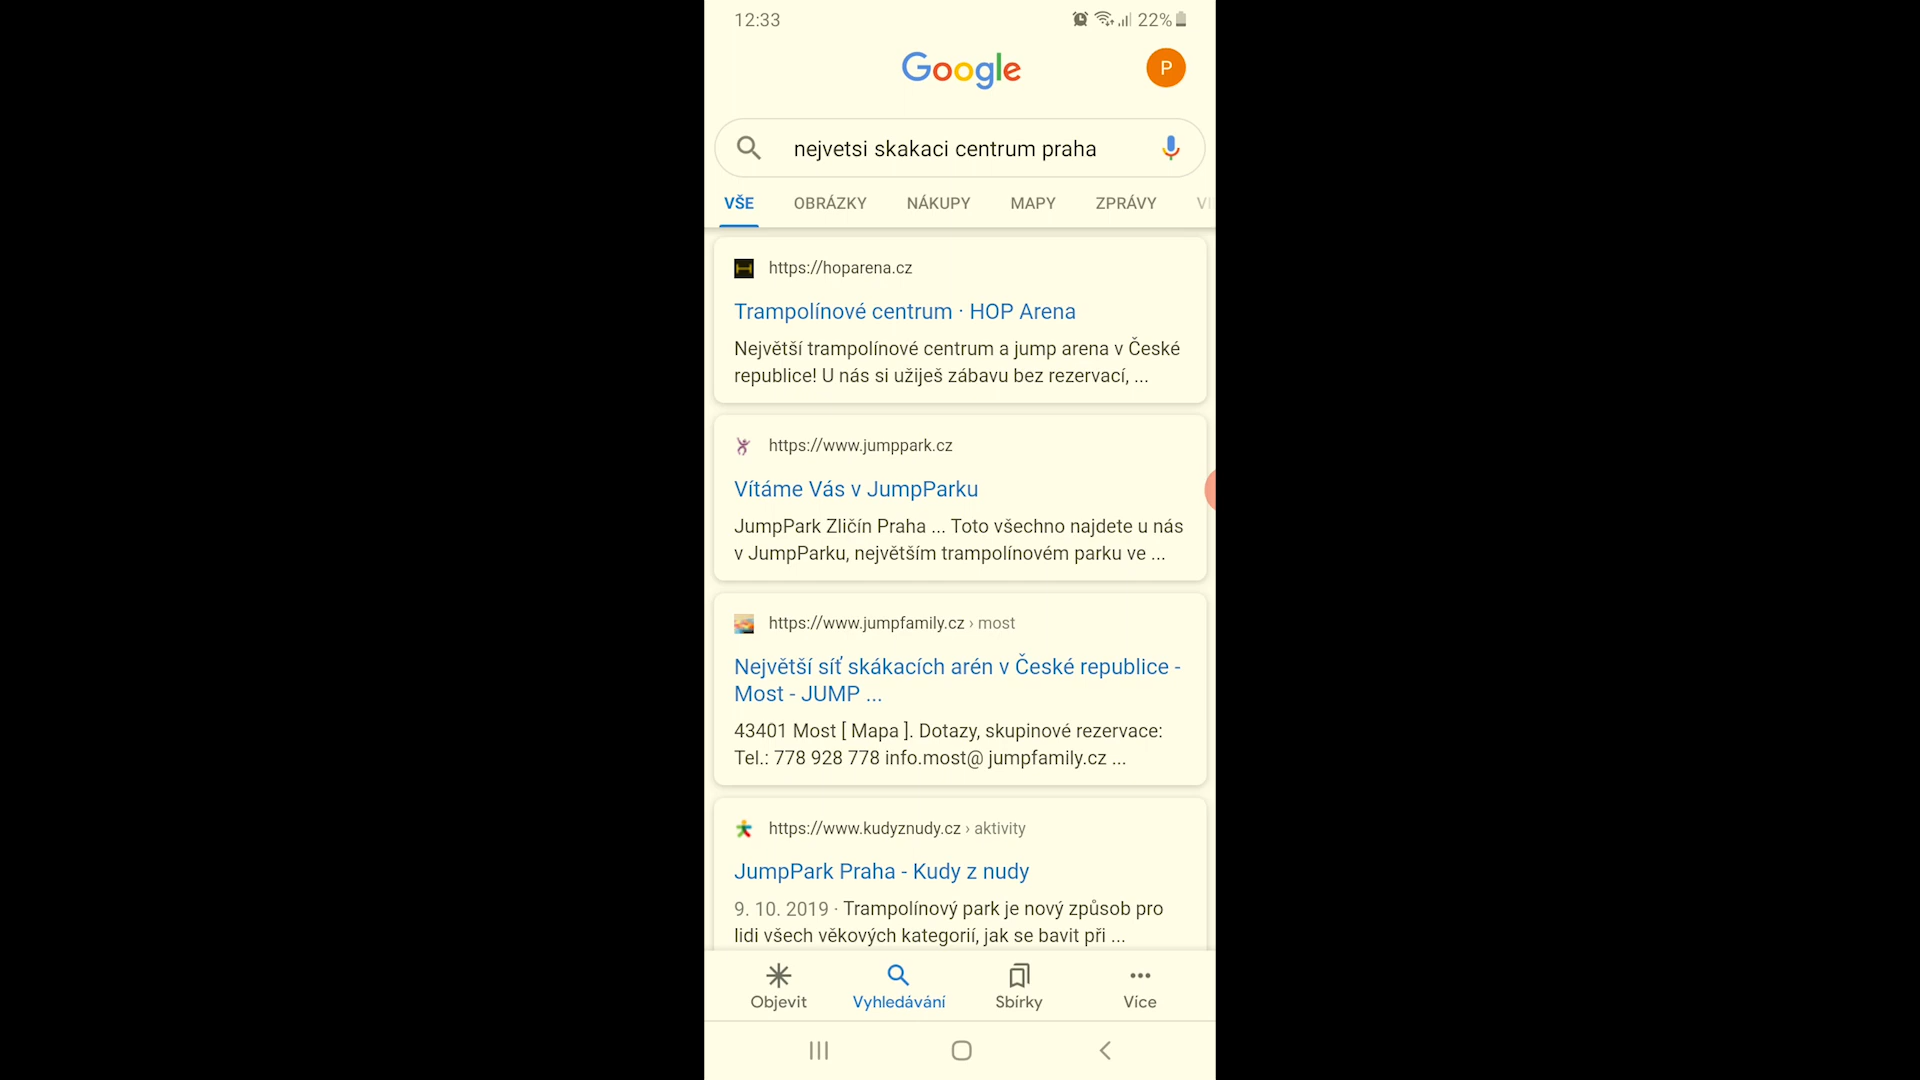 12:33
22%
Google
P
nejvetsi skakaci centrum praha
VŠE OBRÁZKY NÁKUPY MAPY ZPRÁVY VI
https://hoparena.cz
Trampolínové centrum · HOP Arena
Největší trampolínové centrum a jump arena v České
republice! U nás si užiješ zábavu bez rezervací, ...
https://www.jumppark.cz
Vítáme Vás v JumpParku
JumpPark Zličín Praha ... Toto všechno najdete u nás
v JumpParku, největším trampolínovém parku ve ...
https://www.jumpfamily.cz › most
Největší síť skákacích arén v České republice -
Most - JUMP ...
43401 Most [ Mapa ]. Dotazy, skupinové rezervace:
Tel.: 778 928 778 info.most@ jumpfamily.cz ...
https://www.kudyznudy.cz › aktivity
JumpPark Praha - Kudy z nudy
9. 10. 2019 · Trampolínový park je nový způsob pro
lidi všech věkových kategorií, jak se bavit při ...
Objevit Vyhledávání Sbírky Více